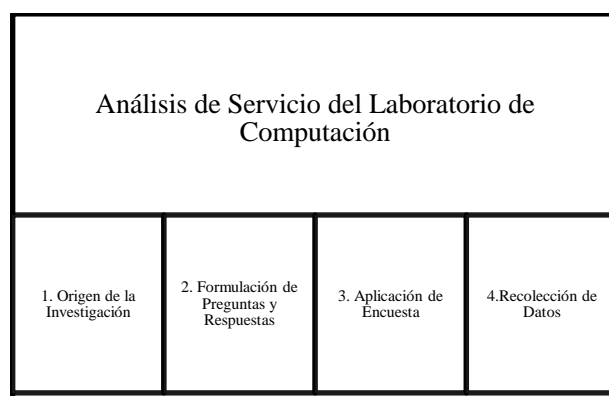 Análisis de Servicio del Laboratorio de
Computación
1. Origen de la
Investigación
2. Formulación de
Preguntas y
Respuestas
3. Aplicación de
Encuesta
4.Recolección de
Datos